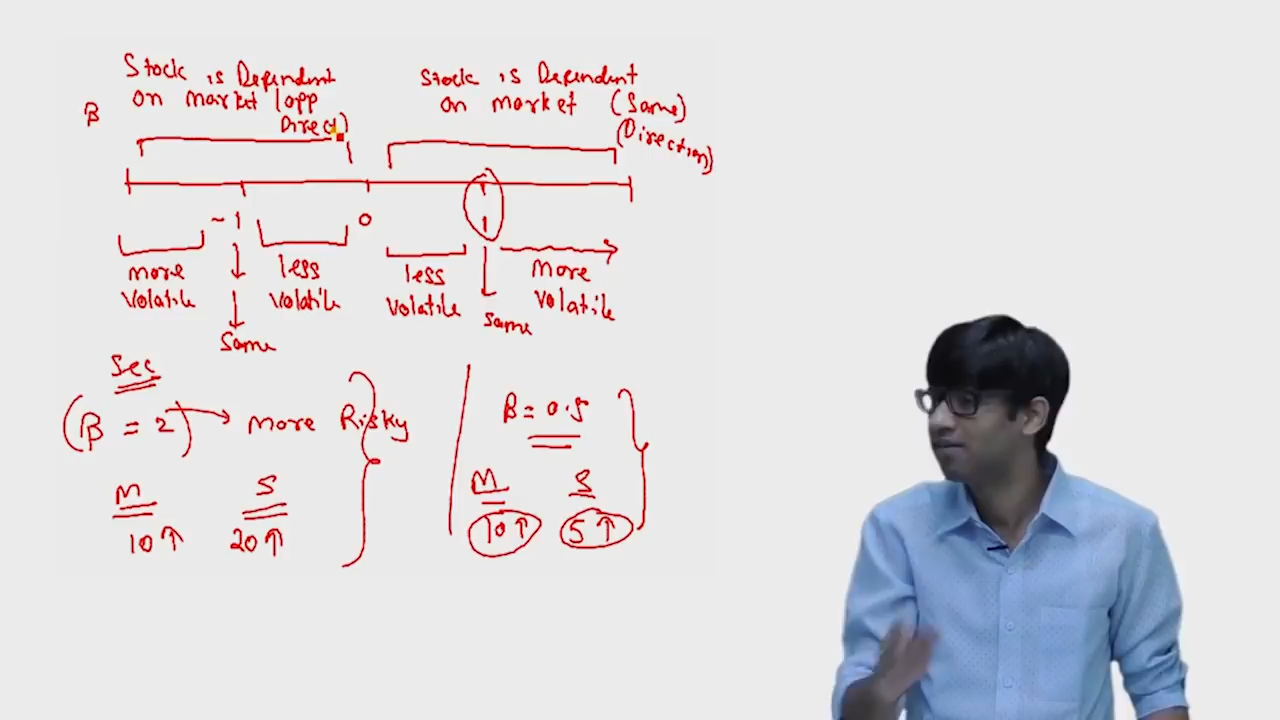 Stock is Dependent
on market (opp
Direct)
Stock is Dependent
on market (Same)
(Direction)
B
-1
0
1
more
volatile
less
volatile
less
volatile
more
volatile
Same
Same
Sec
(β = 2) → more Risky
M S
10↑ 20↑
B = 0.5
M S
10↑ 5↑